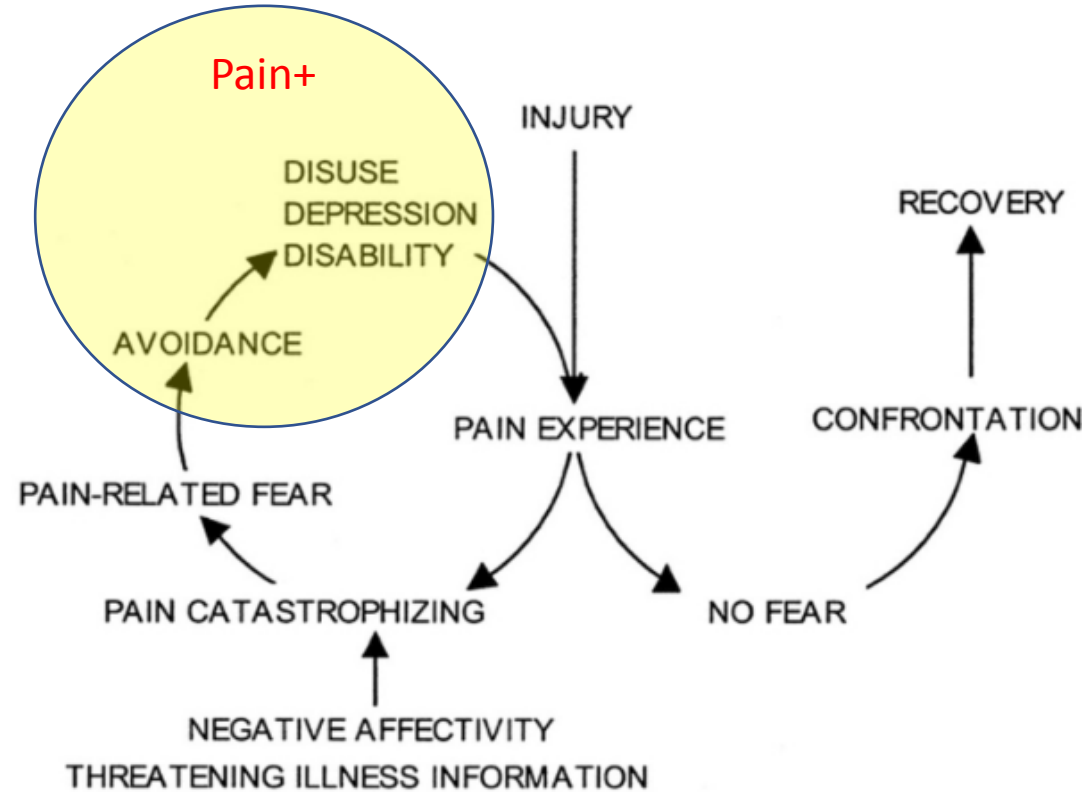 Pain+
INJURY
DISUSE
DEPRESSION
DISABILITY
RECOVERY
AVOIDANCE
PAIN EXPERIENCE
CONFRONTATION
PAIN-RELATED FEAR
PAIN CATASTROPHIZING
NO FEAR
NEGATIVE AFFECTIVITY
THREATENING ILLNESS INFORMATION